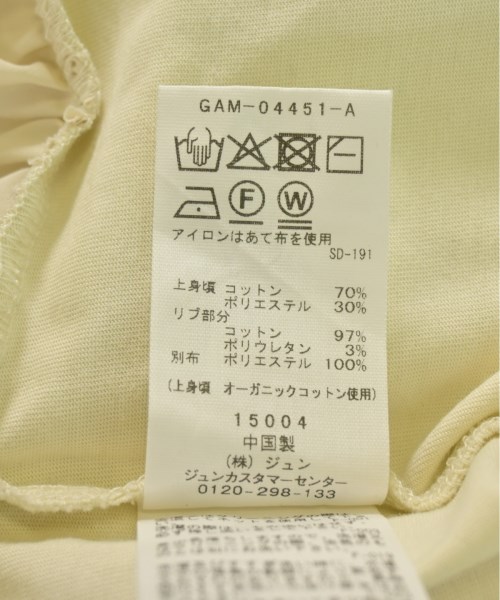 GAM-04451-A
F W
アイロンはあて布を使用
SD-191
上身頃 コットン 70%
ポリエステル 30%
リブ部分
コットン 97%
ポリウレタン 3%
別布 ポリエステル 100%
(上身頃 オーガニックコットン使用)
15004
中国製
(株) ジュン
ジュンカスタマーセンター
0120-298-133